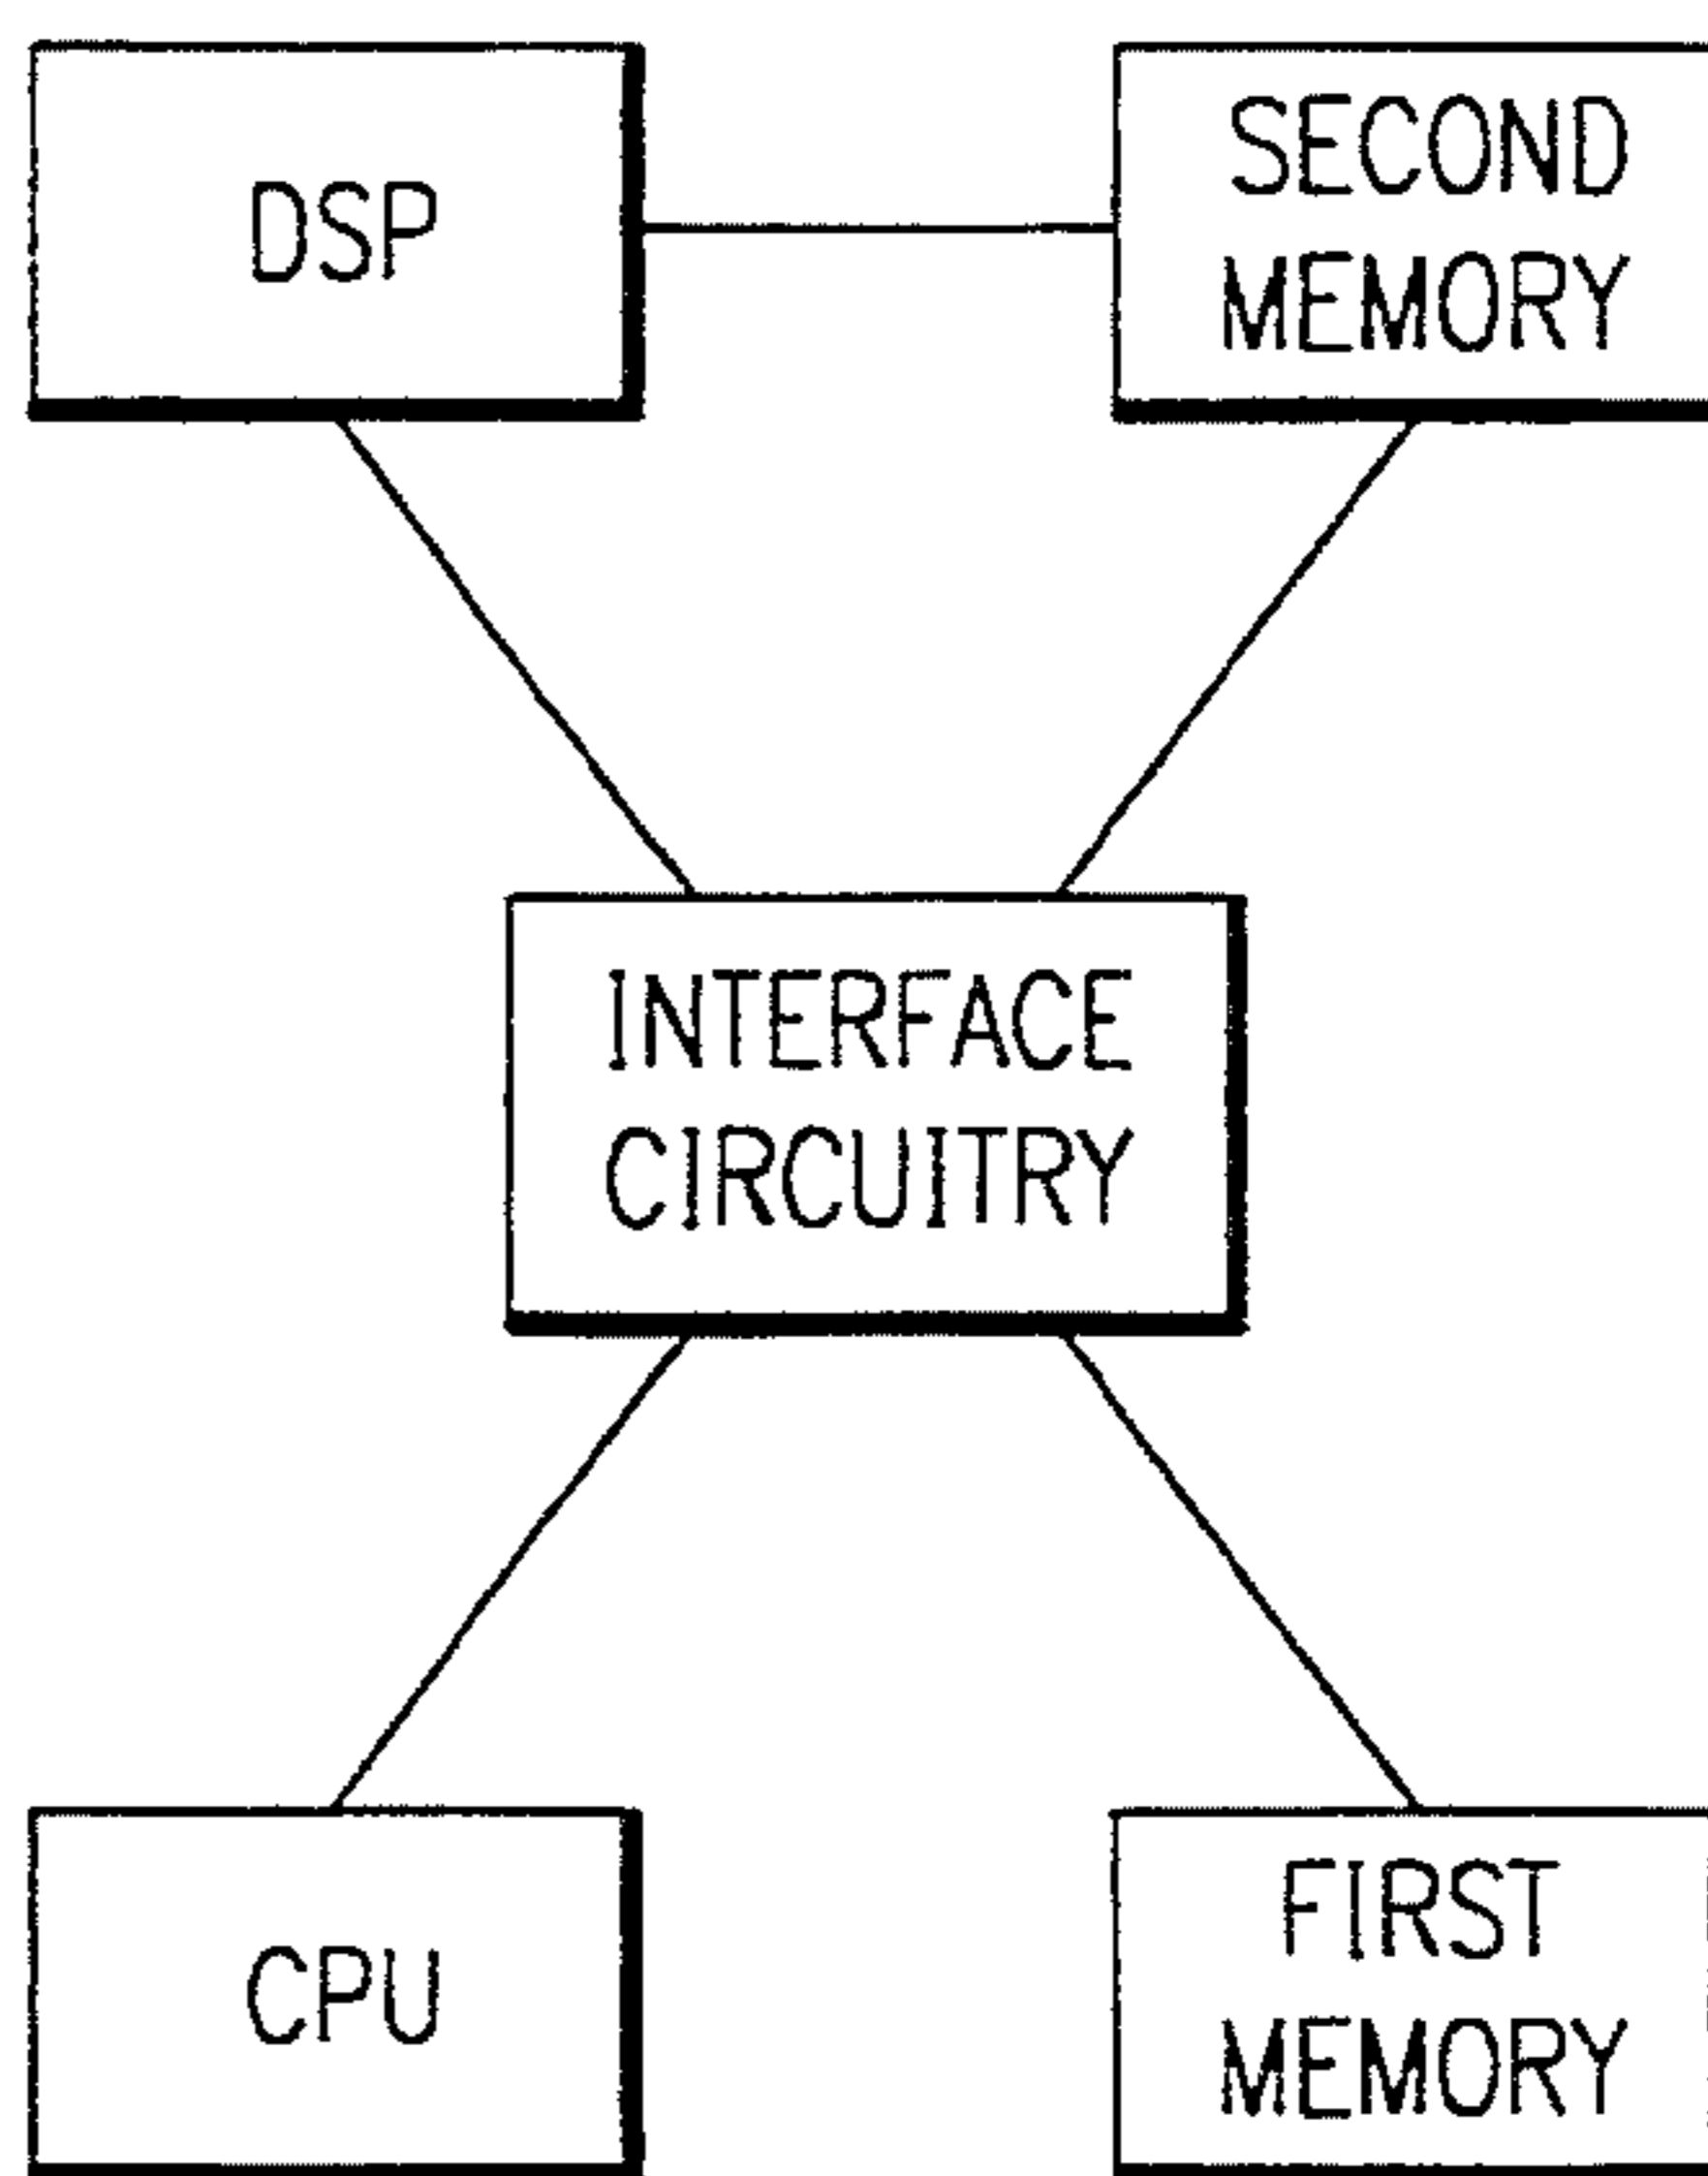 DSP
SECOND
MEMORY
INTERFACE
CIRCUITRY
CPU
FIRST
MEMORY